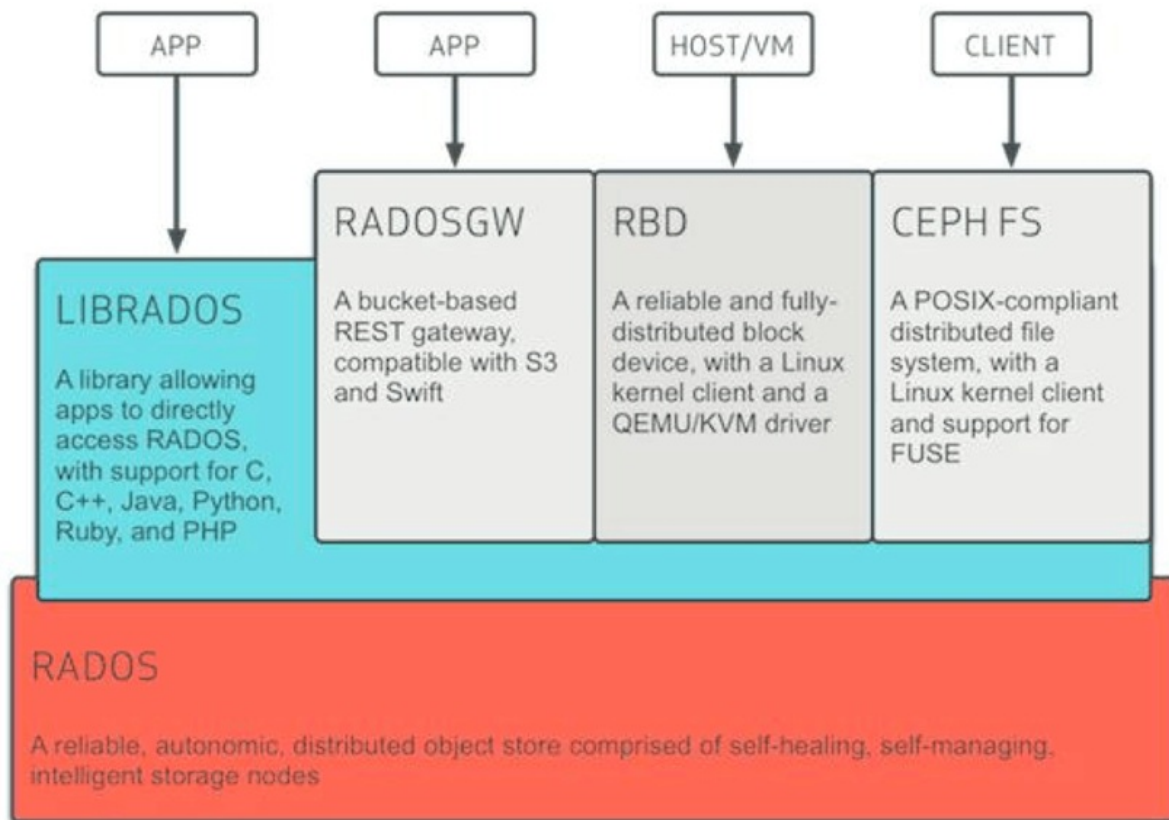 APP
APP
HOST/VM
CLIENT
LIBRADOS
A library allowing
apps to directly
access RADOS,
with support for C,
C++, Java, Python,
Ruby, and PHP
RADOSGW
A bucket-based
REST gateway,
compatible with S3
and Swift
RBD
A reliable and fully-
distributed block
device, with a Linux
kernel client and a
QEMU/KVM driver
CEPH FS
A POSIX-compliant
distributed file
system, with a
Linux kernel client
and support for
FUSE
RADOS
A reliable, autonomic, distributed object store comprised of self-healing, self-managing,
intelligent storage nodes